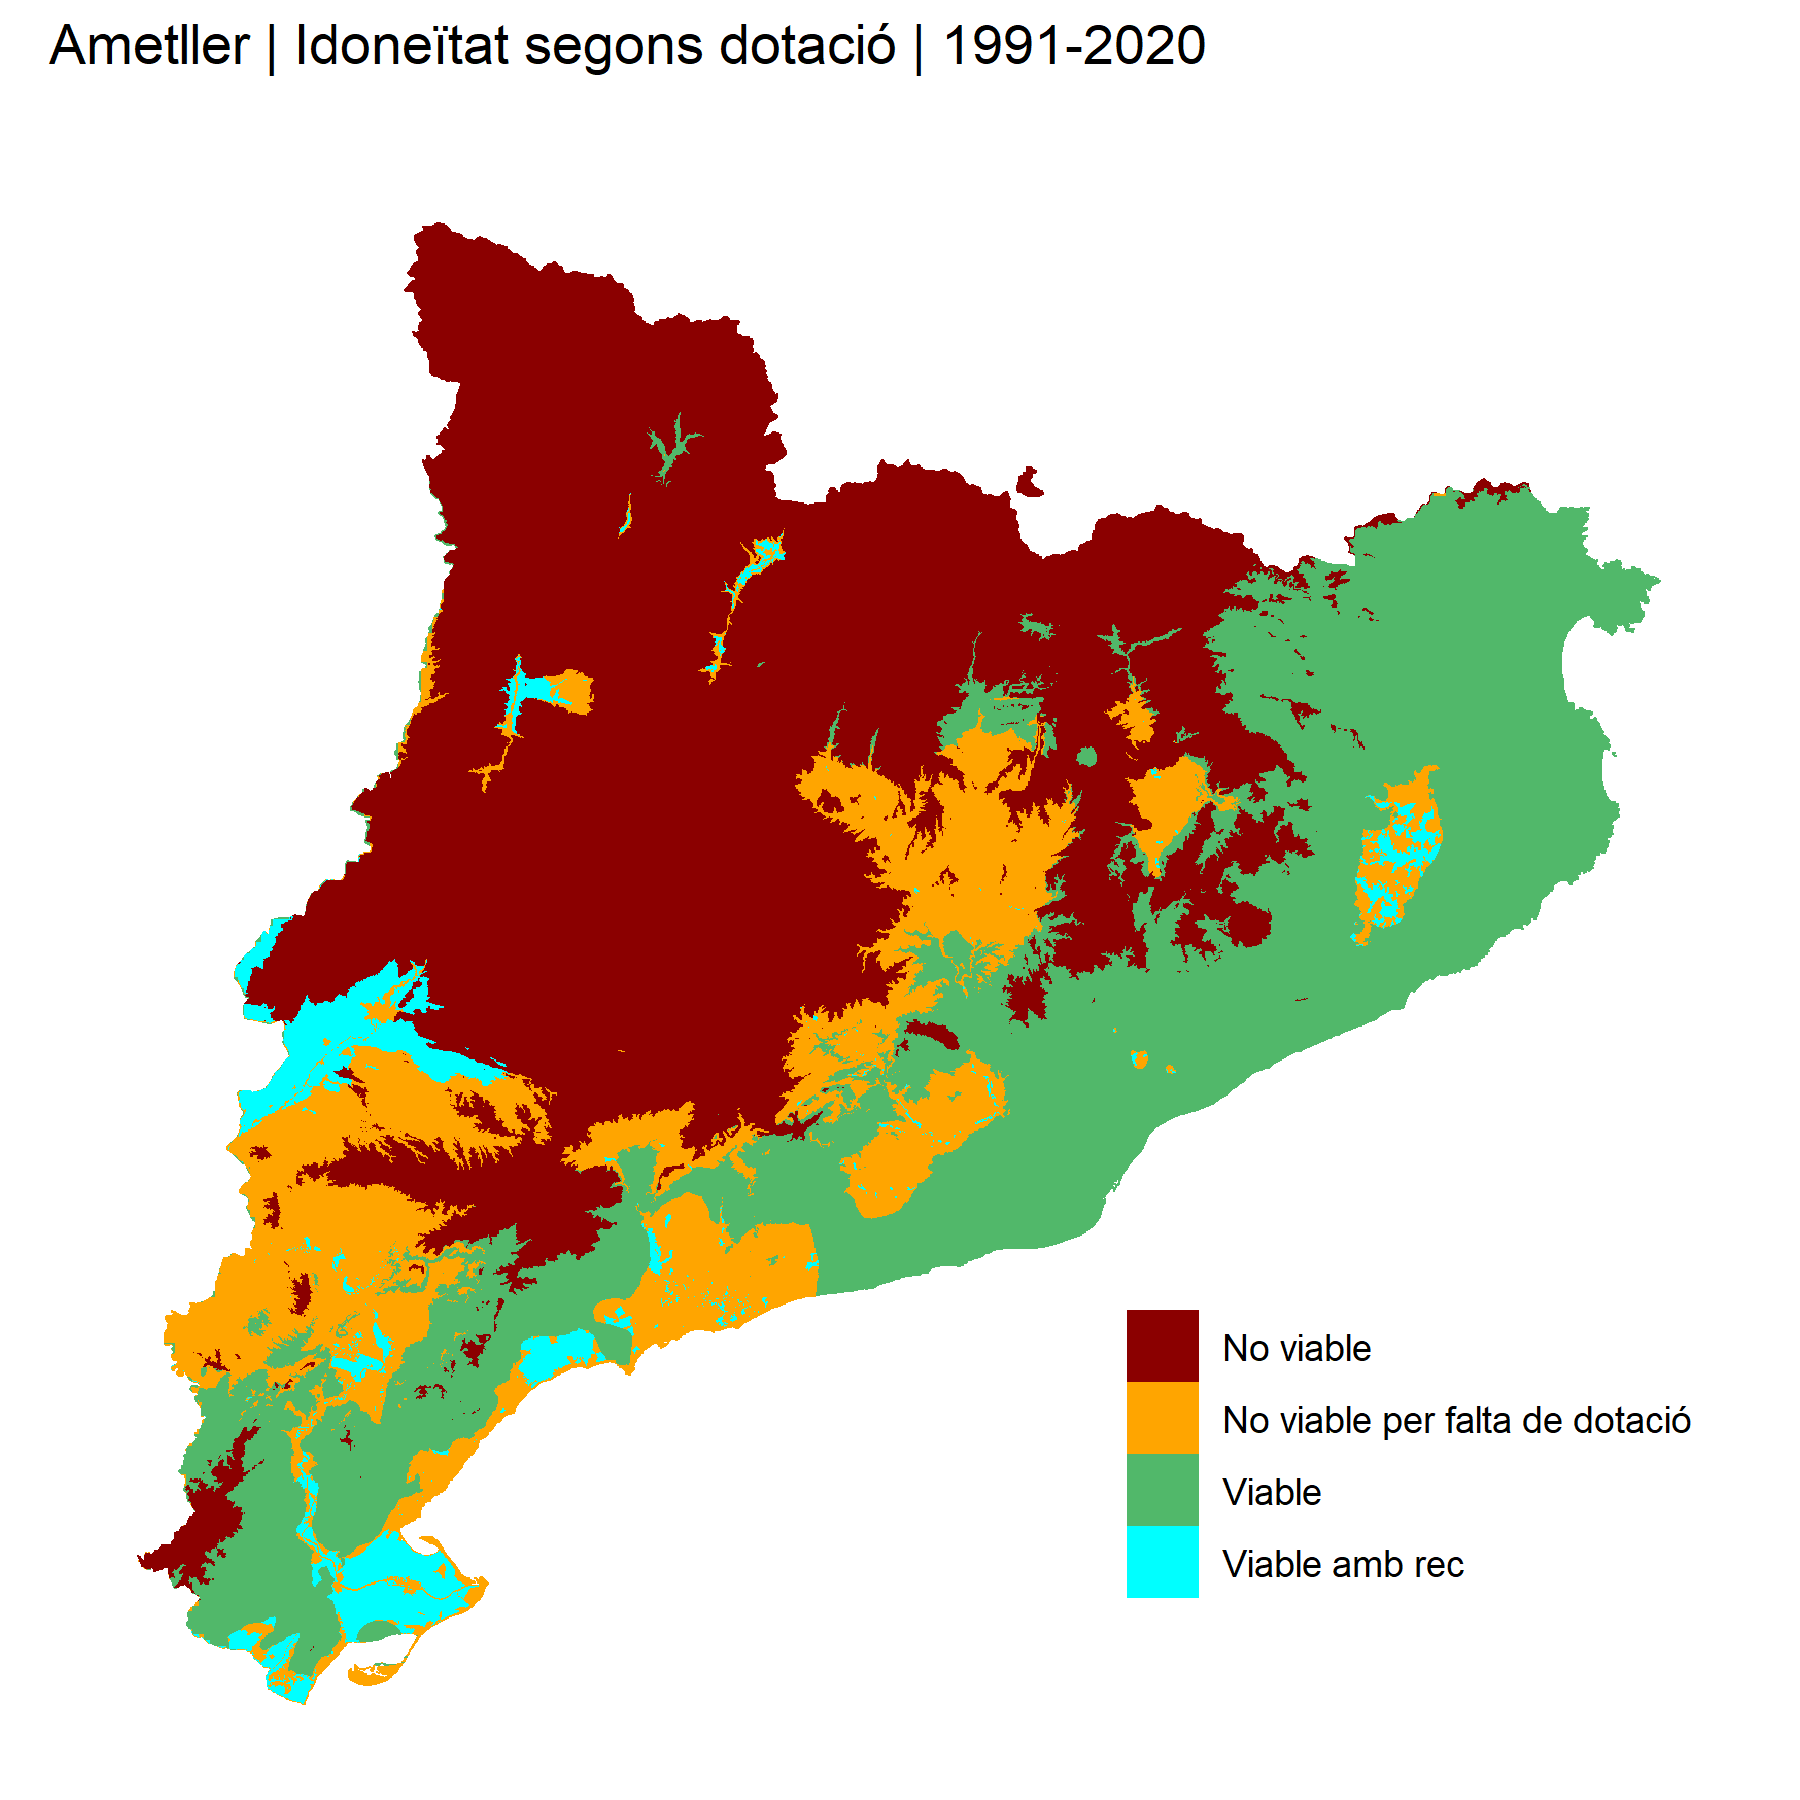 Ametller | Idoneïtat segons dotació | 1991-2020
No viable
No viable per falta de dotació
Viable
Viable amb rec